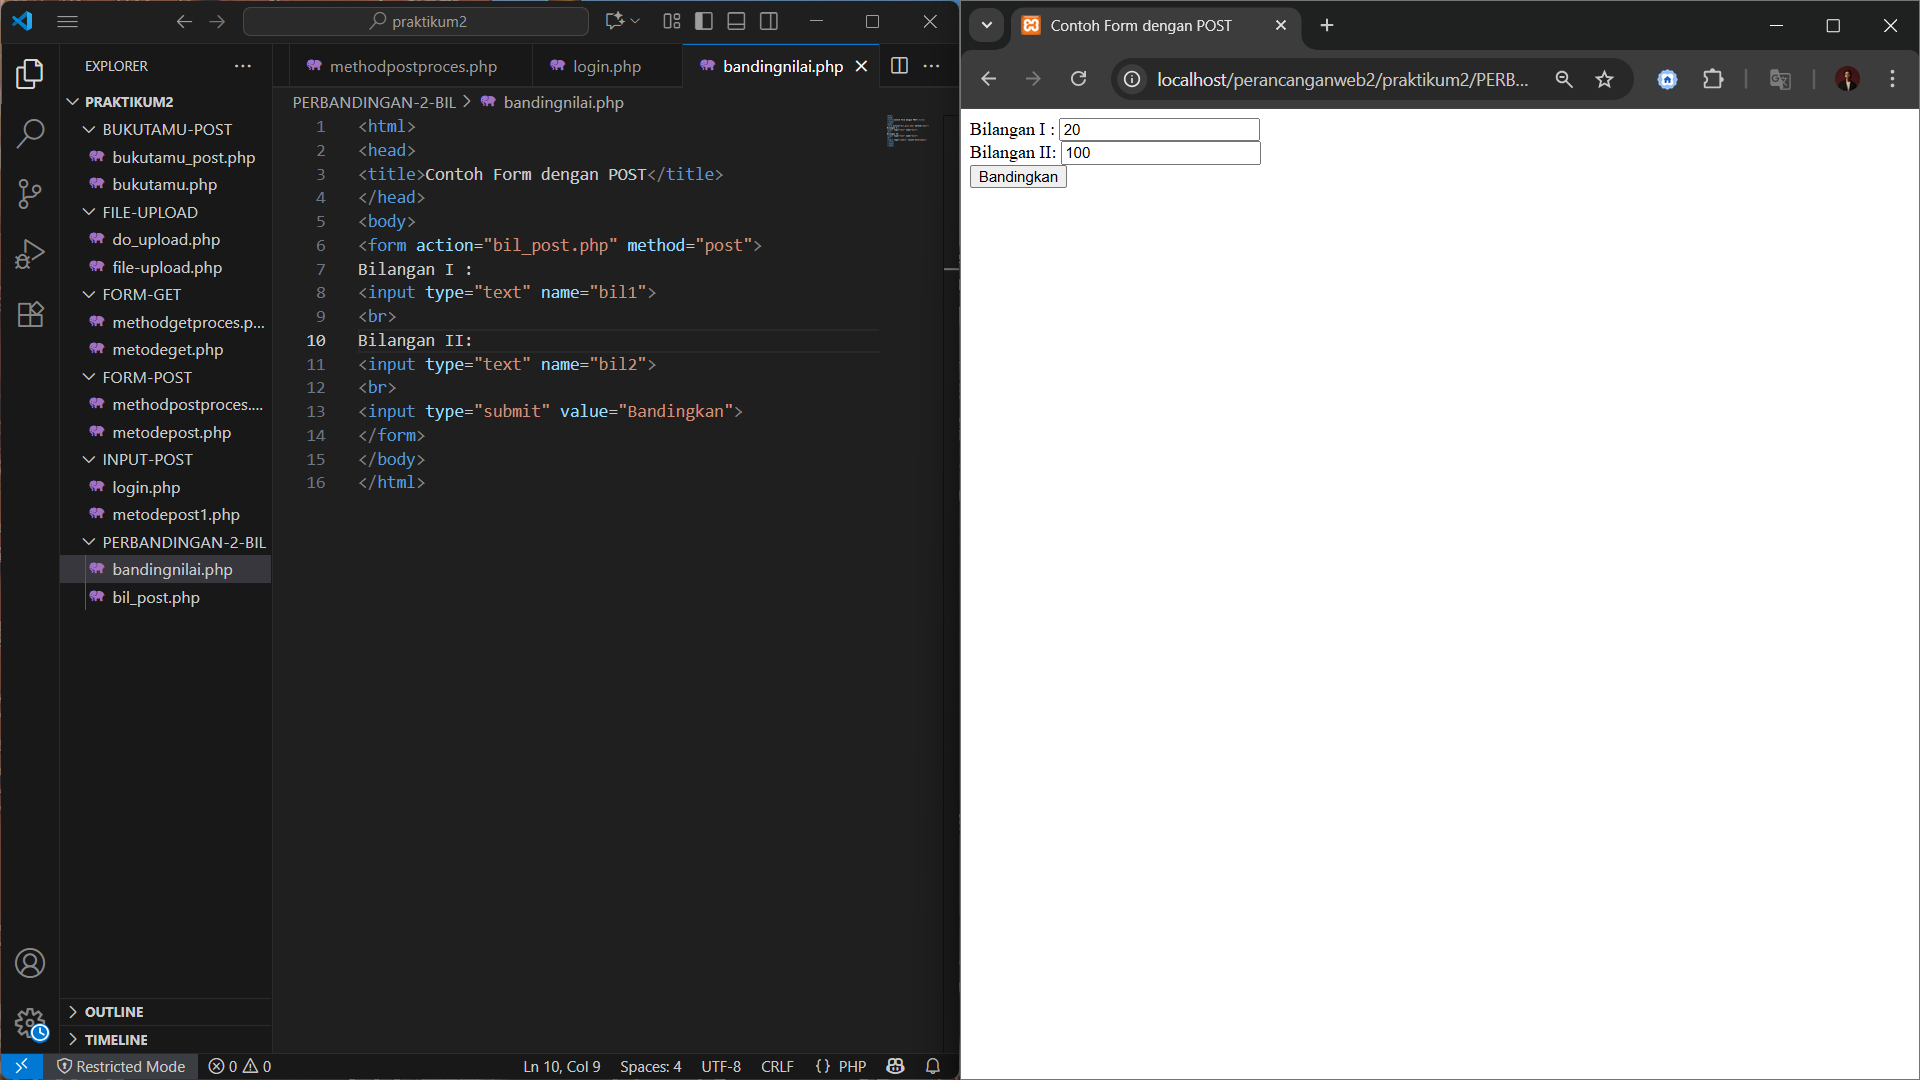 praktikum2
EXPLORER
PRAKTIKUM2
BUKUTAMU-POST
bukutamu_post.php
bukutamu.php
FILE-UPLOAD
do_upload.php
file-upload.php
FORM-GET
methodgetproces.p...
metodeget.php
FORM-POST
methodpostproces....
metodepost.php
INPUT-POST
login.php
metodepost1.php
PERBANDINGAN-2-BIL
bandingnilai.php
bil_post.php
OUTLINE
TIMELINE
methodpostproces.php login.php bandingnilai.php
PERBANDINGAN-2-BIL > bandingnilai.php
1 <html>
2 <head>
3 <title>Contoh Form dengan POST</title>
4 </head>
5 <body>
6 <form action="bil_post.php" method="post">
7 Bilangan I :
8 <input type="text" name="bil1">
9 <br>
10 Bilangan II:
11 <input type="text" name="bil2">
12 <br>
13 <input type="submit" value="Bandingkan">
14 </form>
15 </body>
16 </html>
Restricted Mode 0 0 Ln 10, Col 9 Spaces: 4 UTF-8 CRLF {} PHP
Contoh Form dengan POST
localhost/perancanganweb2/praktikum2/PERB...
Bilangan I : 20
Bilangan II: 100
Bandingkan